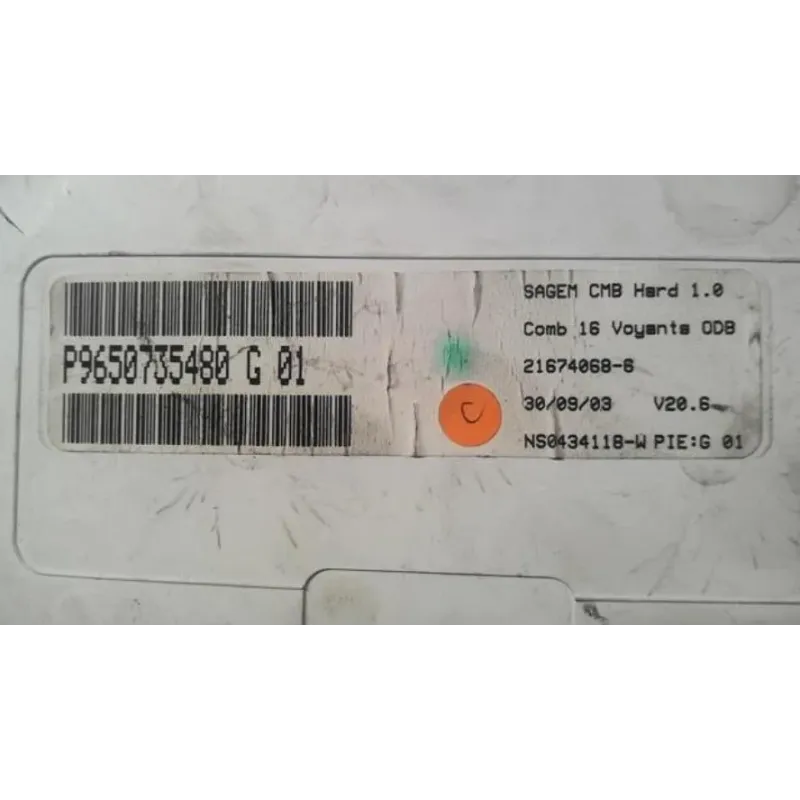 P9650735480 G 01
SAGEM CMB Hard 1.0
Comb 16 Voyants ODB
21674068-6
C
30/09/03 V20.6
NS0434118-W PIE:G 01